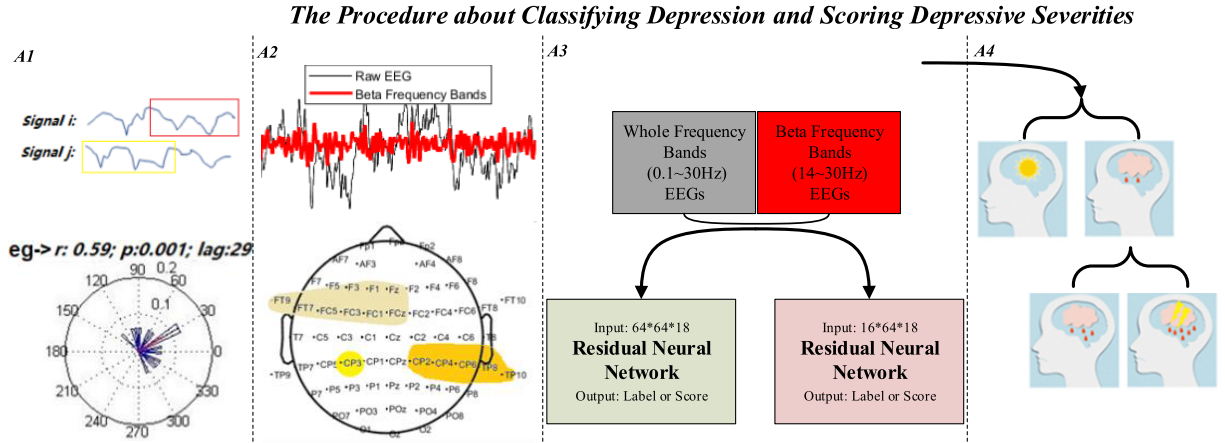 The Procedure about Classifying Depression and Scoring Depressive Severities
A1
Signal i:
Signal j:
eg-> r: 0.59; p:0.001; lag:29
90 0.2
120 60
0.1
150 30
180 0
210 330
240 300
270
A2
Raw EEG
Beta Frequency Bands
Fp1 Fp2
AF7 AF8
AF3 AF4
F7 F5 F3 F1 Fz F2 F4 F6 F8
FT9 FT7 FC5 FC3 FC1 FCz FC2 FC4 FC6 FT8 FT10
T7 C5 C3 C1 Cz C2 C4 C6 T8
TP9 TP7 CP3 CP1 CPz CP2 CP4 CP6 TP8 TP10
P7 P5 P3 P1 Pz P2 P4 P6 P8
PO7 PO3 POz PO4 PO8
O1 Oz O2
A3
Whole Frequency
Bands
(0.1~30Hz)
EEGs
Beta Frequency
Bands
(14~30Hz)
EEGs
Input: 64*64*18
Residual Neural
Network
Output: Label or Score
Input: 16*64*18
Residual Neural
Network
Output: Label or Score
A4